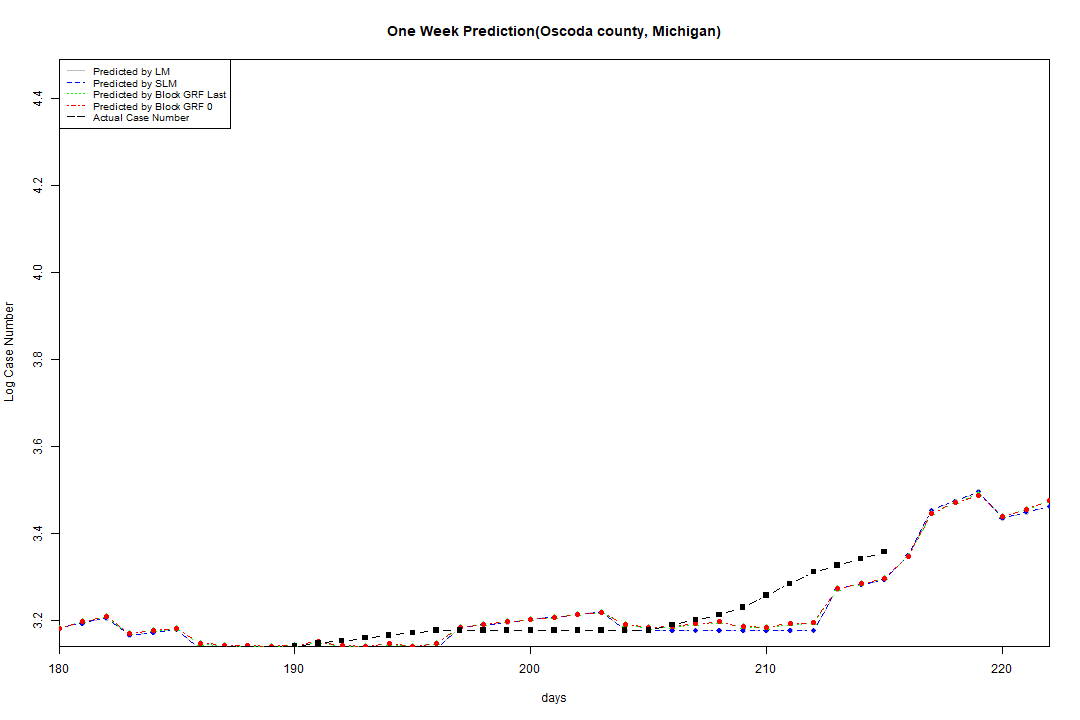 One Week Prediction(Oscoda county, Michigan)
Predicted by LM
Predicted by SLM
Predicted by Block GRF Last
Predicted by Block GRF 0
Actual Case Number
4.4
4.2
4.0
3.8
3.6
3.4
3.2
Log Case Number
180 190 200 210 220
days